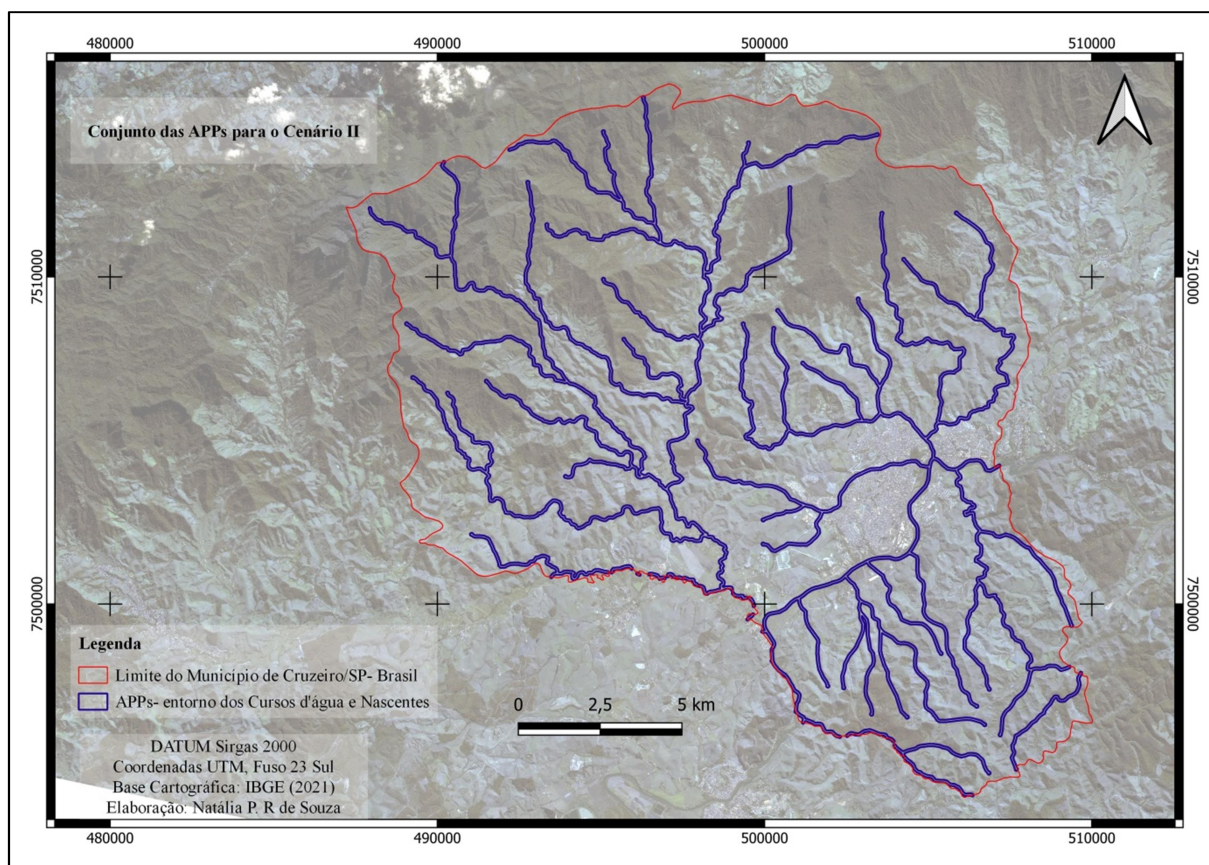 480000 490000 500000 510000
Conjunto das APPs para o Cenário II
7510000 7510000
7500000 7500000
Legenda
Limite do Município de Cruzeiro/SP- Brasil
APPs- entorno dos Cursos d'água e Nascentes
0 2,5 5 km
DATUM Sirgas 2000
Coordenadas UTM, Fuso 23 Sul
Base Cartográfica: IBGE (2021)
Elaboração: Natália P. R de Souza
480000 490000 500000 510000